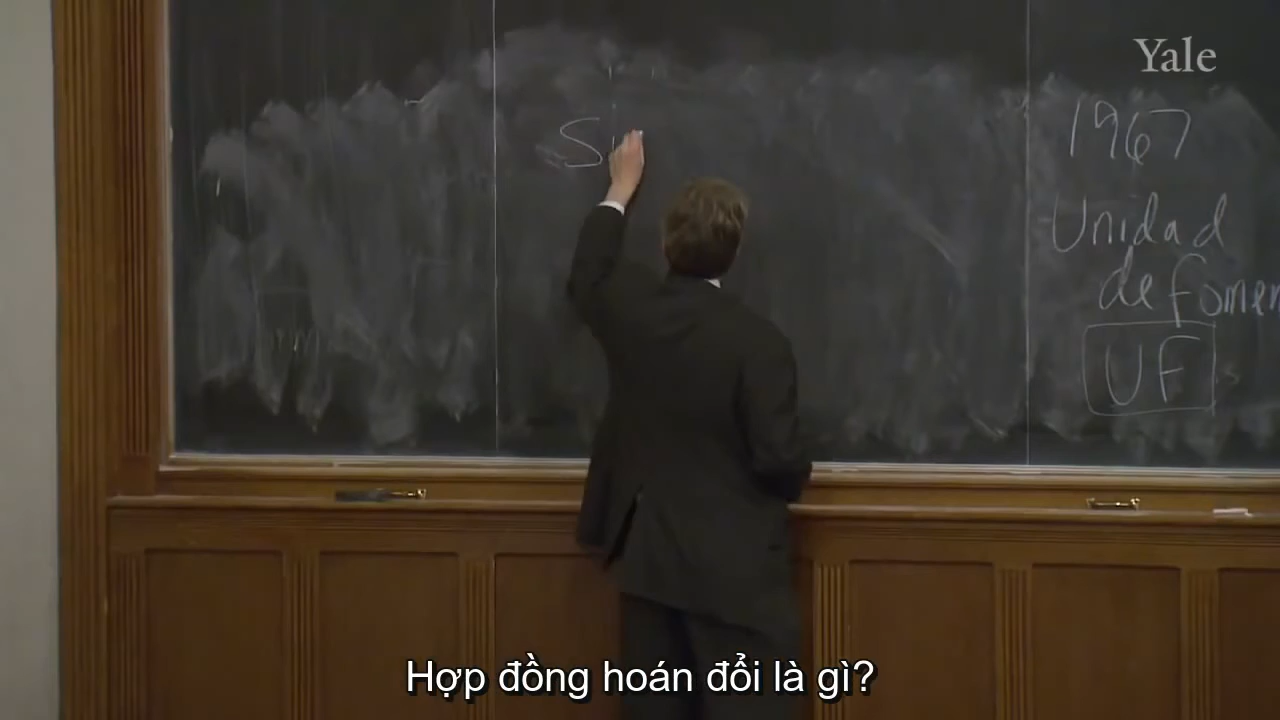 Yale
S
1967
Unidad
de fomen
UF
Hợp đồng hoán đổi là gì?